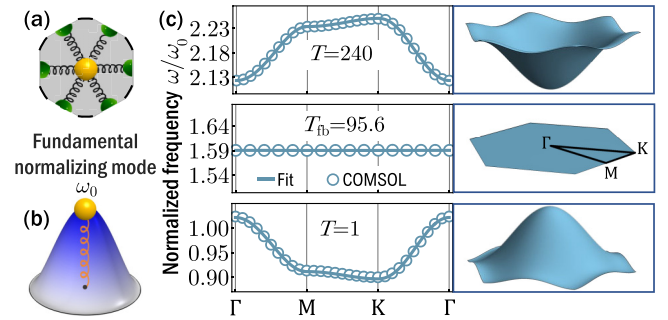 (a)
Fundamental
normalizing mode
ω₀
(b)
(c)
Normalized frequency ω/ω₀
2.23
2.18
2.13
T=240
1.64
1.59
1.54
T_fb=95.6
Fit COMSOL
1.00
0.95
0.90
T=1
Γ M K Γ
Γ
K
M